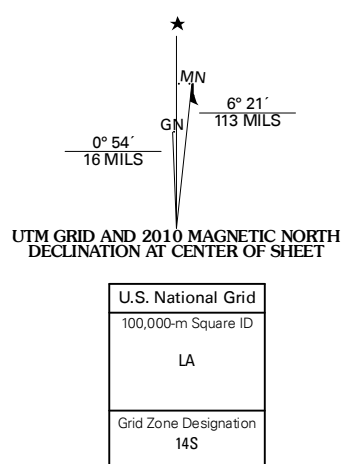 MN
GN
6° 21´
113 MILS
0° 54´
16 MILS
UTM GRID AND 2010 MAGNETIC NORTH
DECLINATION AT CENTER OF SHEET
U.S. National Grid
100,000-m Square ID
LA
Grid Zone Designation
14S